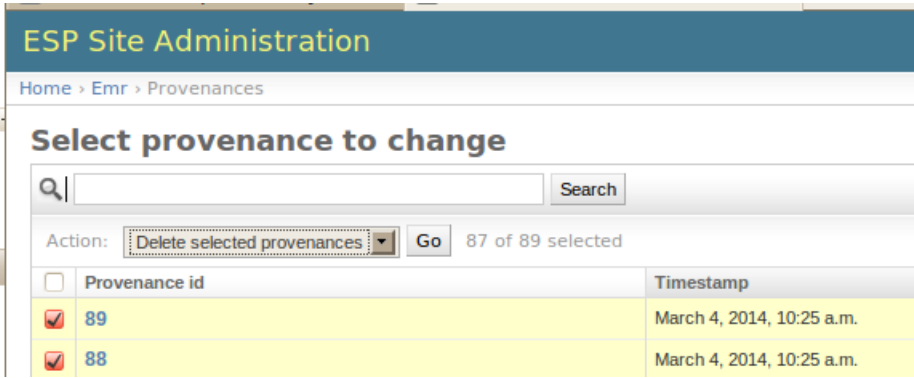 ESP Site Administration
Home › Emr › Provenances
Select provenance to change
Search
Action: Delete selected provenances Go 87 of 89 selected
Provenance id Timestamp
89 March 4, 2014, 10:25 a.m.
88 March 4, 2014, 10:25 a.m.